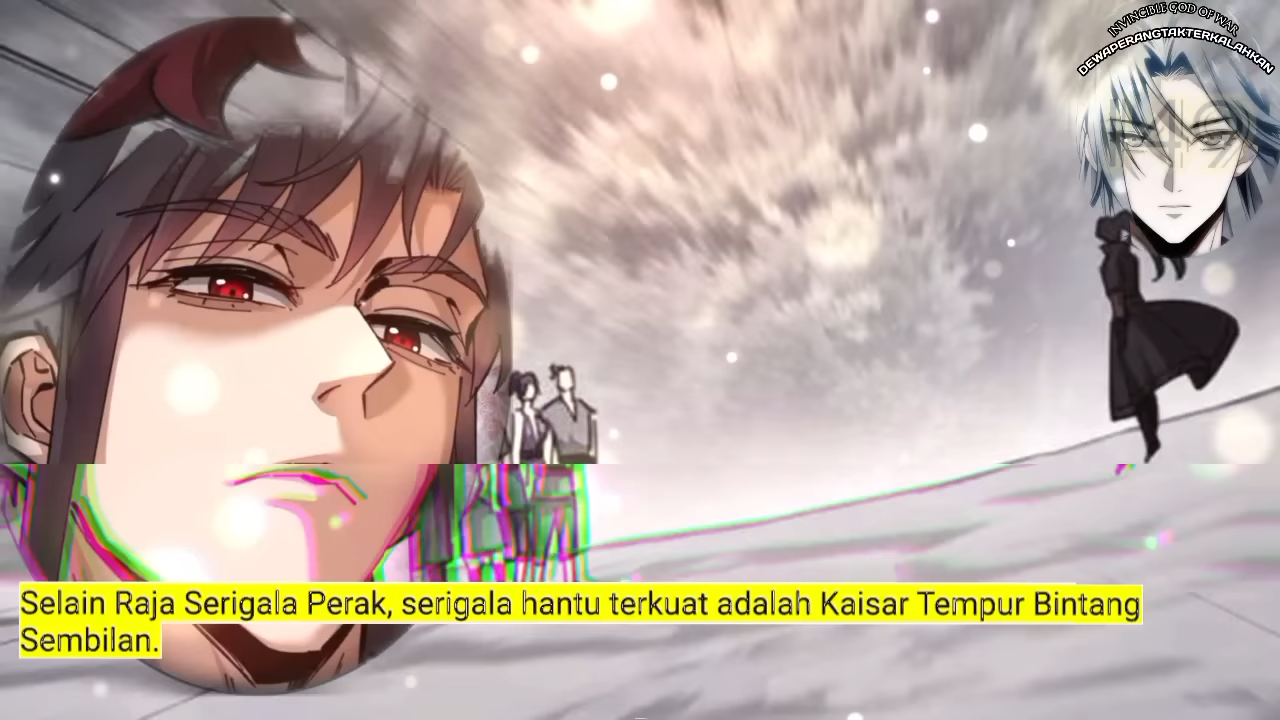 INVINCIBLE GOD OF WAR
DEWAPERANGTAKTERKALAHKAN
Selain Raja Serigala Perak, serigala hantu terkuat adalah Kaisar Tempur Bintang
Sembilan.